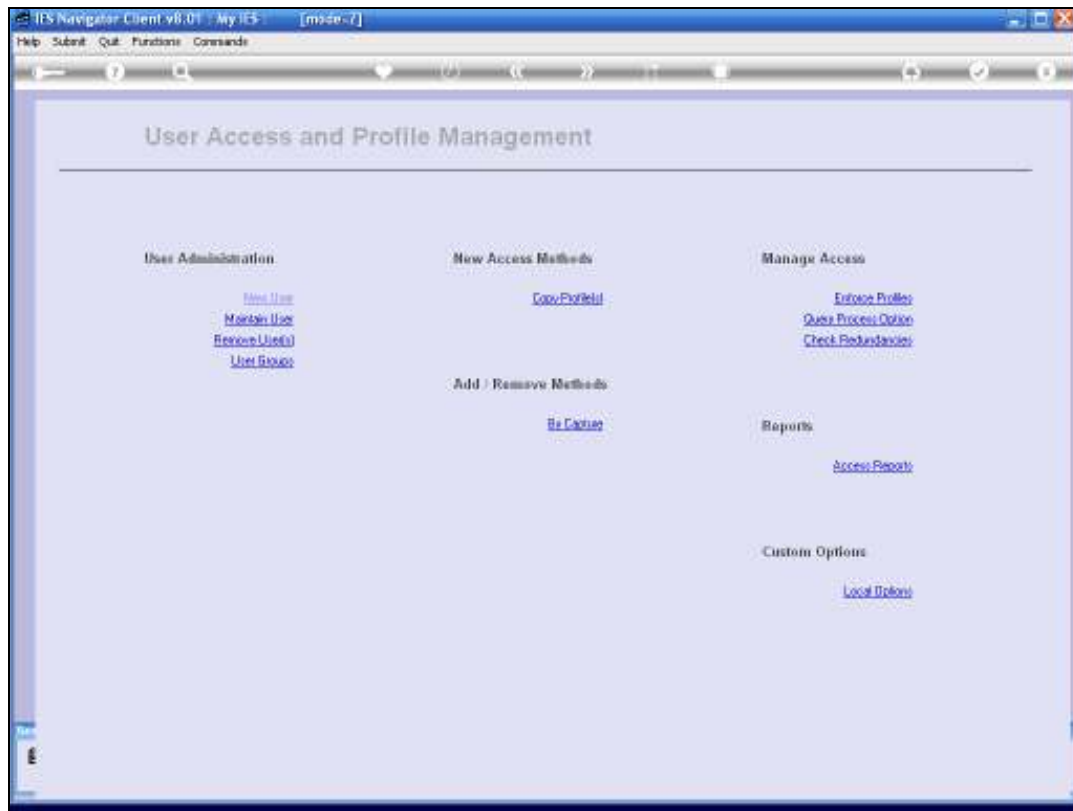 IES Navigator Client v8.01 : My IES [mode=7]
Help Submit Quit Functions Commands
User Access and Profile Management
User Administration
New User
Maintain User
Remove User(s)
User Groups
New Access Methods
Copy Profile(s)
Add / Remove Methods
By Capture
Manage Access
Enforce Profiles
Query Process Option
Check Redundancies
Reports
Access Reports
Custom Options
Local Options